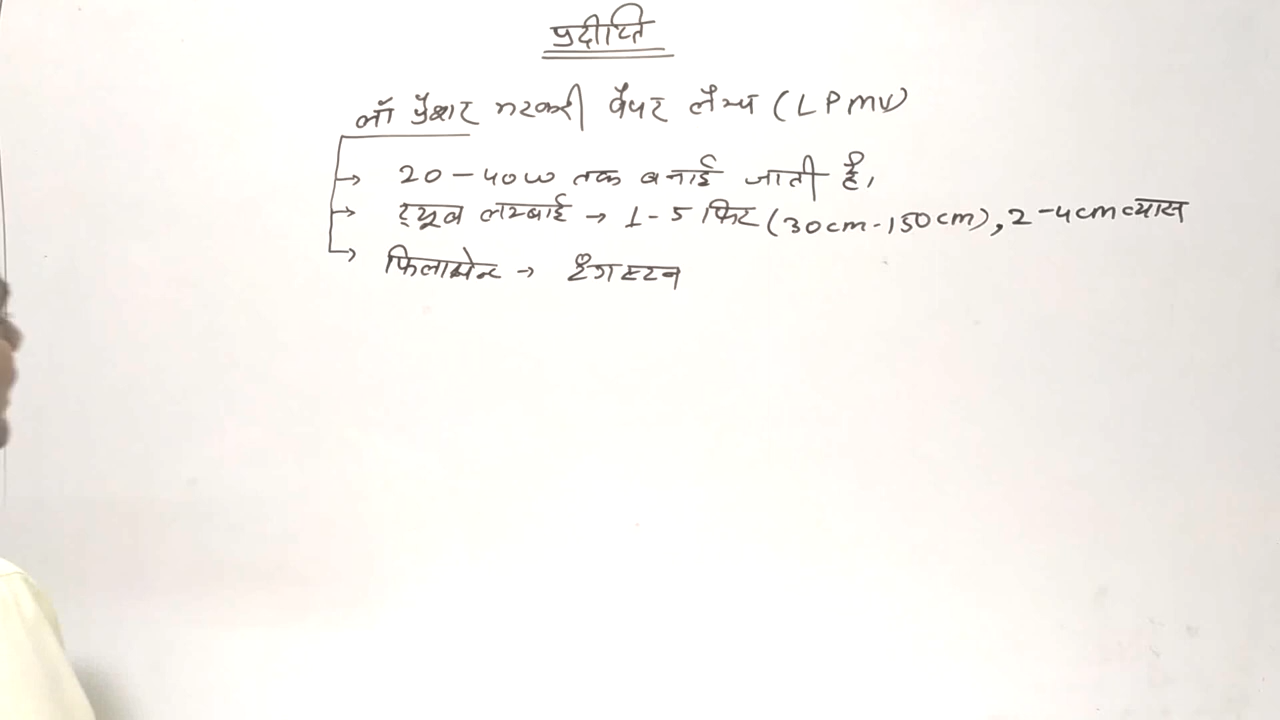 प्रदीप्ति
लॉ प्रैशर मरकरी वैपर लैम्प (LPMV)
→ 20-40W तक बनाई जाती है।
→ ट्यूब लम्बाई → 1-5 फिट (30cm-150cm), 2-4cm व्यास
→ फिलामेन्ट → टंगस्टन